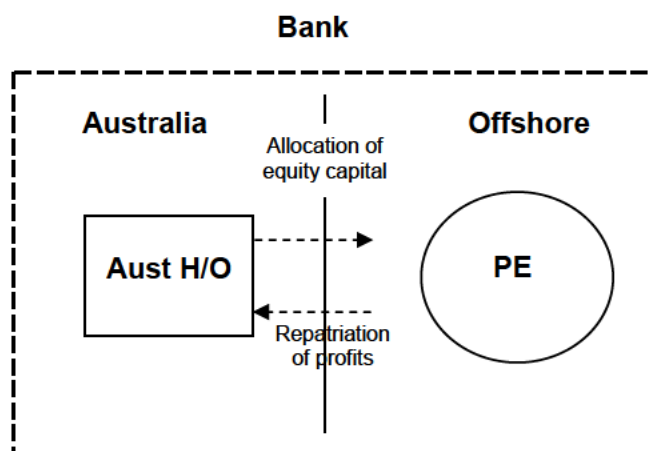 Bank
Australia
Offshore
Allocation of
equity capital
Aust H/O
PE
Repatriation
of profits